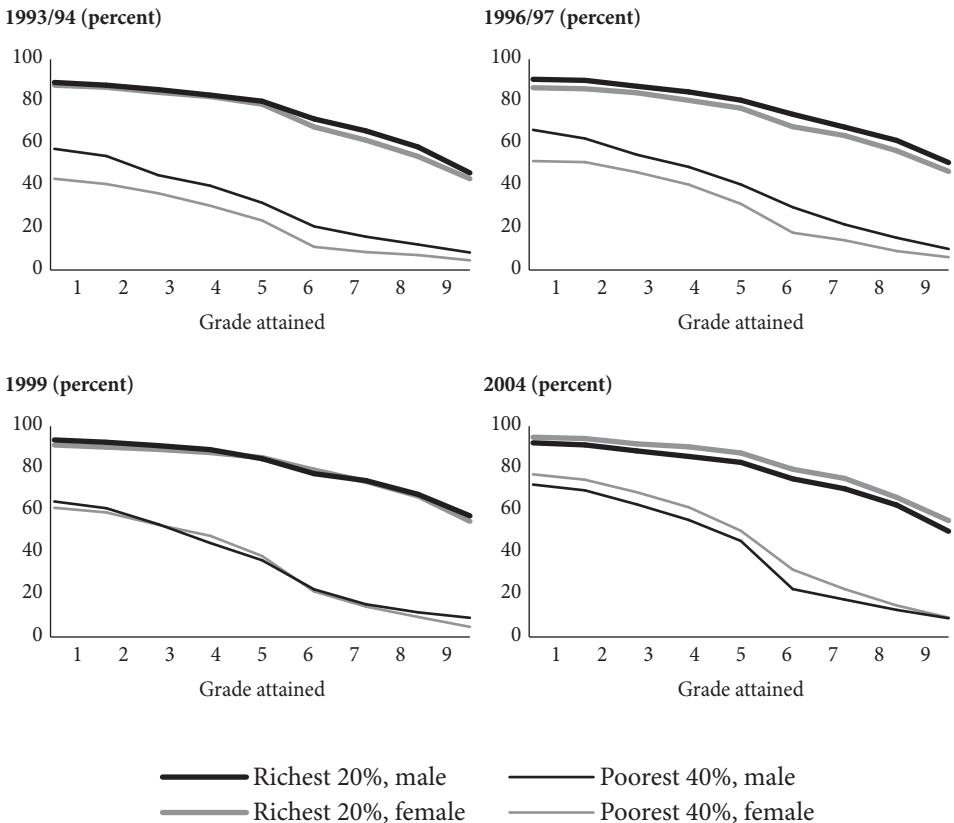 1993/94 (percent)
100
80
60
40
20
0
1 2 3 4 5 6 7 8 9
Grade attained
1996/97 (percent)
100
80
60
40
20
0
1 2 3 4 5 6 7 8 9
Grade attained
1999 (percent)
100
80
60
40
20
0
1 2 3 4 5 6 7 8 9
Grade attained
2004 (percent)
100
80
60
40
20
0
1 2 3 4 5 6 7 8 9
Grade attained
Richest 20%, male
Richest 20%, female
Poorest 40%, male
Poorest 40%, female